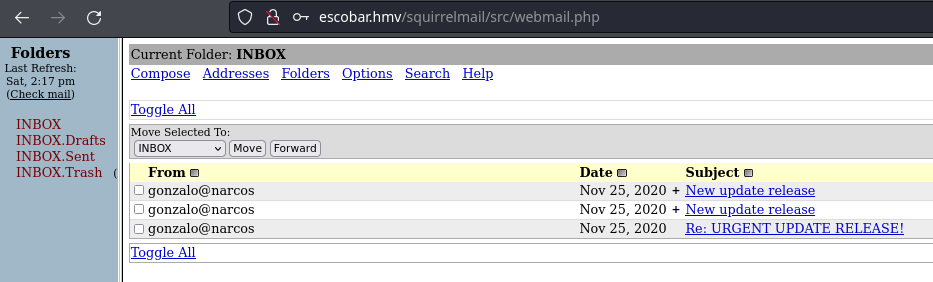 escobar.hmv/squirrelmail/src/webmail.php
Folders
Last Refresh:
Sat, 2:17 pm
(Check mail)
INBOX
INBOX.Drafts
INBOX.Sent
INBOX.Trash (
Current Folder: INBOX
Compose Addresses Folders Options Search Help
Toggle All
Move Selected To:
INBOX Move Forward
From Date Subject
gonzalo@narcos Nov 25, 2020 + New update release
gonzalo@narcos Nov 25, 2020 + New update release
gonzalo@narcos Nov 25, 2020 Re: URGENT UPDATE RELEASE!
Toggle All